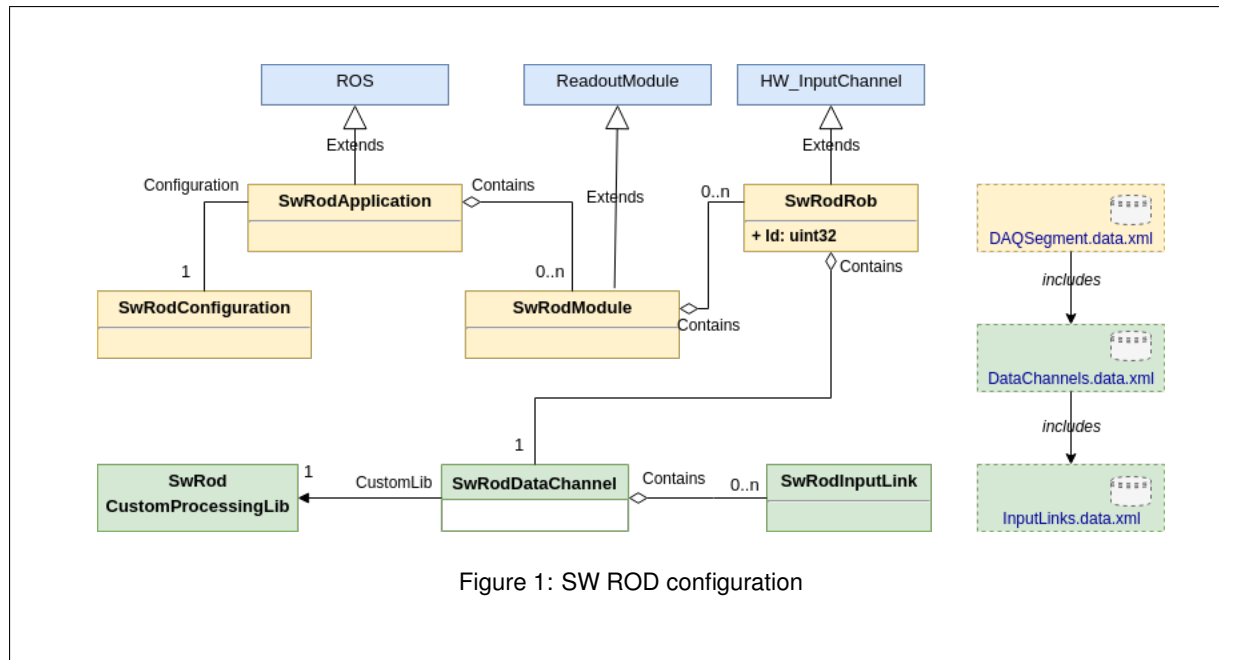 ROS
ReadoutModule
HW_InputChannel
Extends
Extends
Configuration
Contains
Extends
0..n
SwRodApplication
SwRodRob
+ Id: uint32
DAQSegment.data.xml
Contains
includes
1
0..n
SwRodConfiguration
SwRodModule
Contains
DataChannels.data.xml
includes
1
SwRod
CustomProcessingLib
1
CustomLib
SwRodDataChannel
Contains
0..n
SwRodInputLink
InputLinks.data.xml
Figure 1: SW ROD configuration